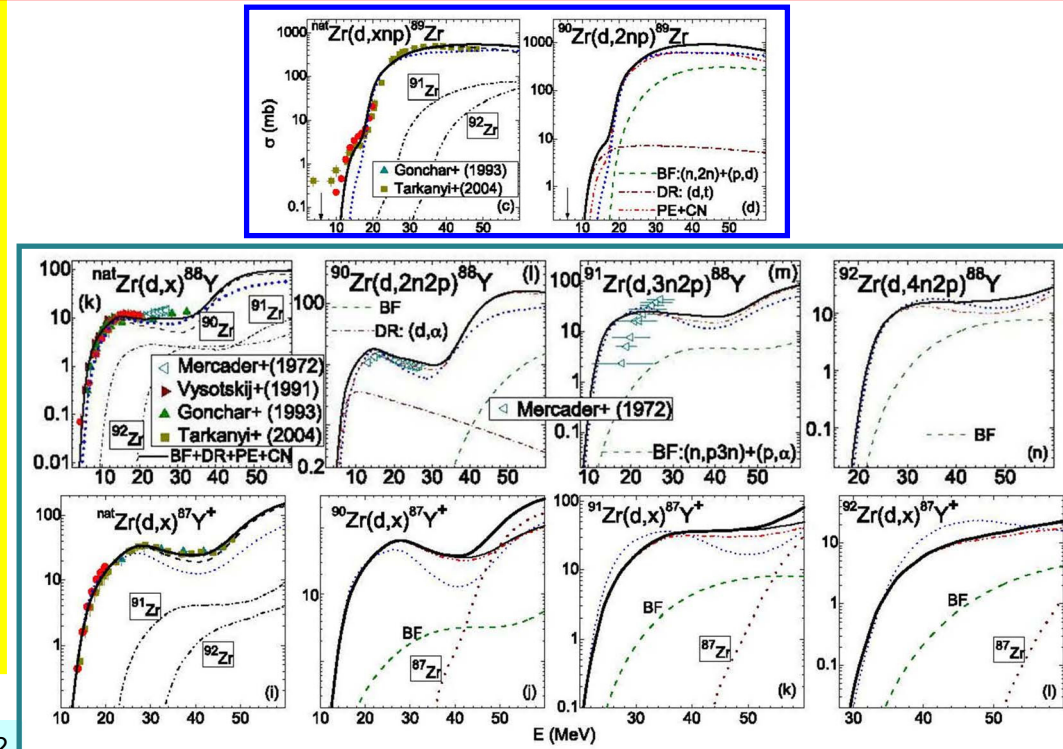 natZr(d,xnp)89Zr
90Zr(d,2np)89Zr
σ (mb)
1000
100
10
1
0.1
91Zr
92Zr
Gonchar+ (1993)
Tarkanyi+(2004)
(c)
10 20 30 40 50
1000
100
10
1
BF:(n,2n)+(p,d)
DR: (d,t)
PE+CN
(d)
10 20 30 40 50
natZr(d,x)88Y
(k)
100
10
1
0.1
0.01
90Zr
91Zr
92Zr
Mercader+(1972)
Vysotskij+(1991)
Gonchar+ (1993)
Tarkanyi+ (2004)
BF+DR+PE+CN
10 20 30 40 50
90Zr(d,2n2p)88Y
(l)
100
0.2
BF
DR: (d,α)
10 20 30 40 50
91Zr(d,3n2p)88Y
(m)
100
10
1
0.1
Mercader+ (1972)
BF:(n,p3n)+(p,α)
10 20 30 40 50
92Zr(d,4n2p)88Y
10
1
0.1
BF
(n)
20 30 40 50
natZr(d,x)87Y+
100
10
1
91Zr
92Zr
(i)
10 20 30 40 50 60
90Zr(d,x)87Y+
10
BF
87Zr
(j)
10 20 30 40 50
91Zr(d,x)87Y+
100
10
1
0.1
BF
87Zr
(k)
30 40 50
92Zr(d,x)87Y+
10
1
0.1
BF
87Zr
(l)
30 40 50 60
E (MeV)
2